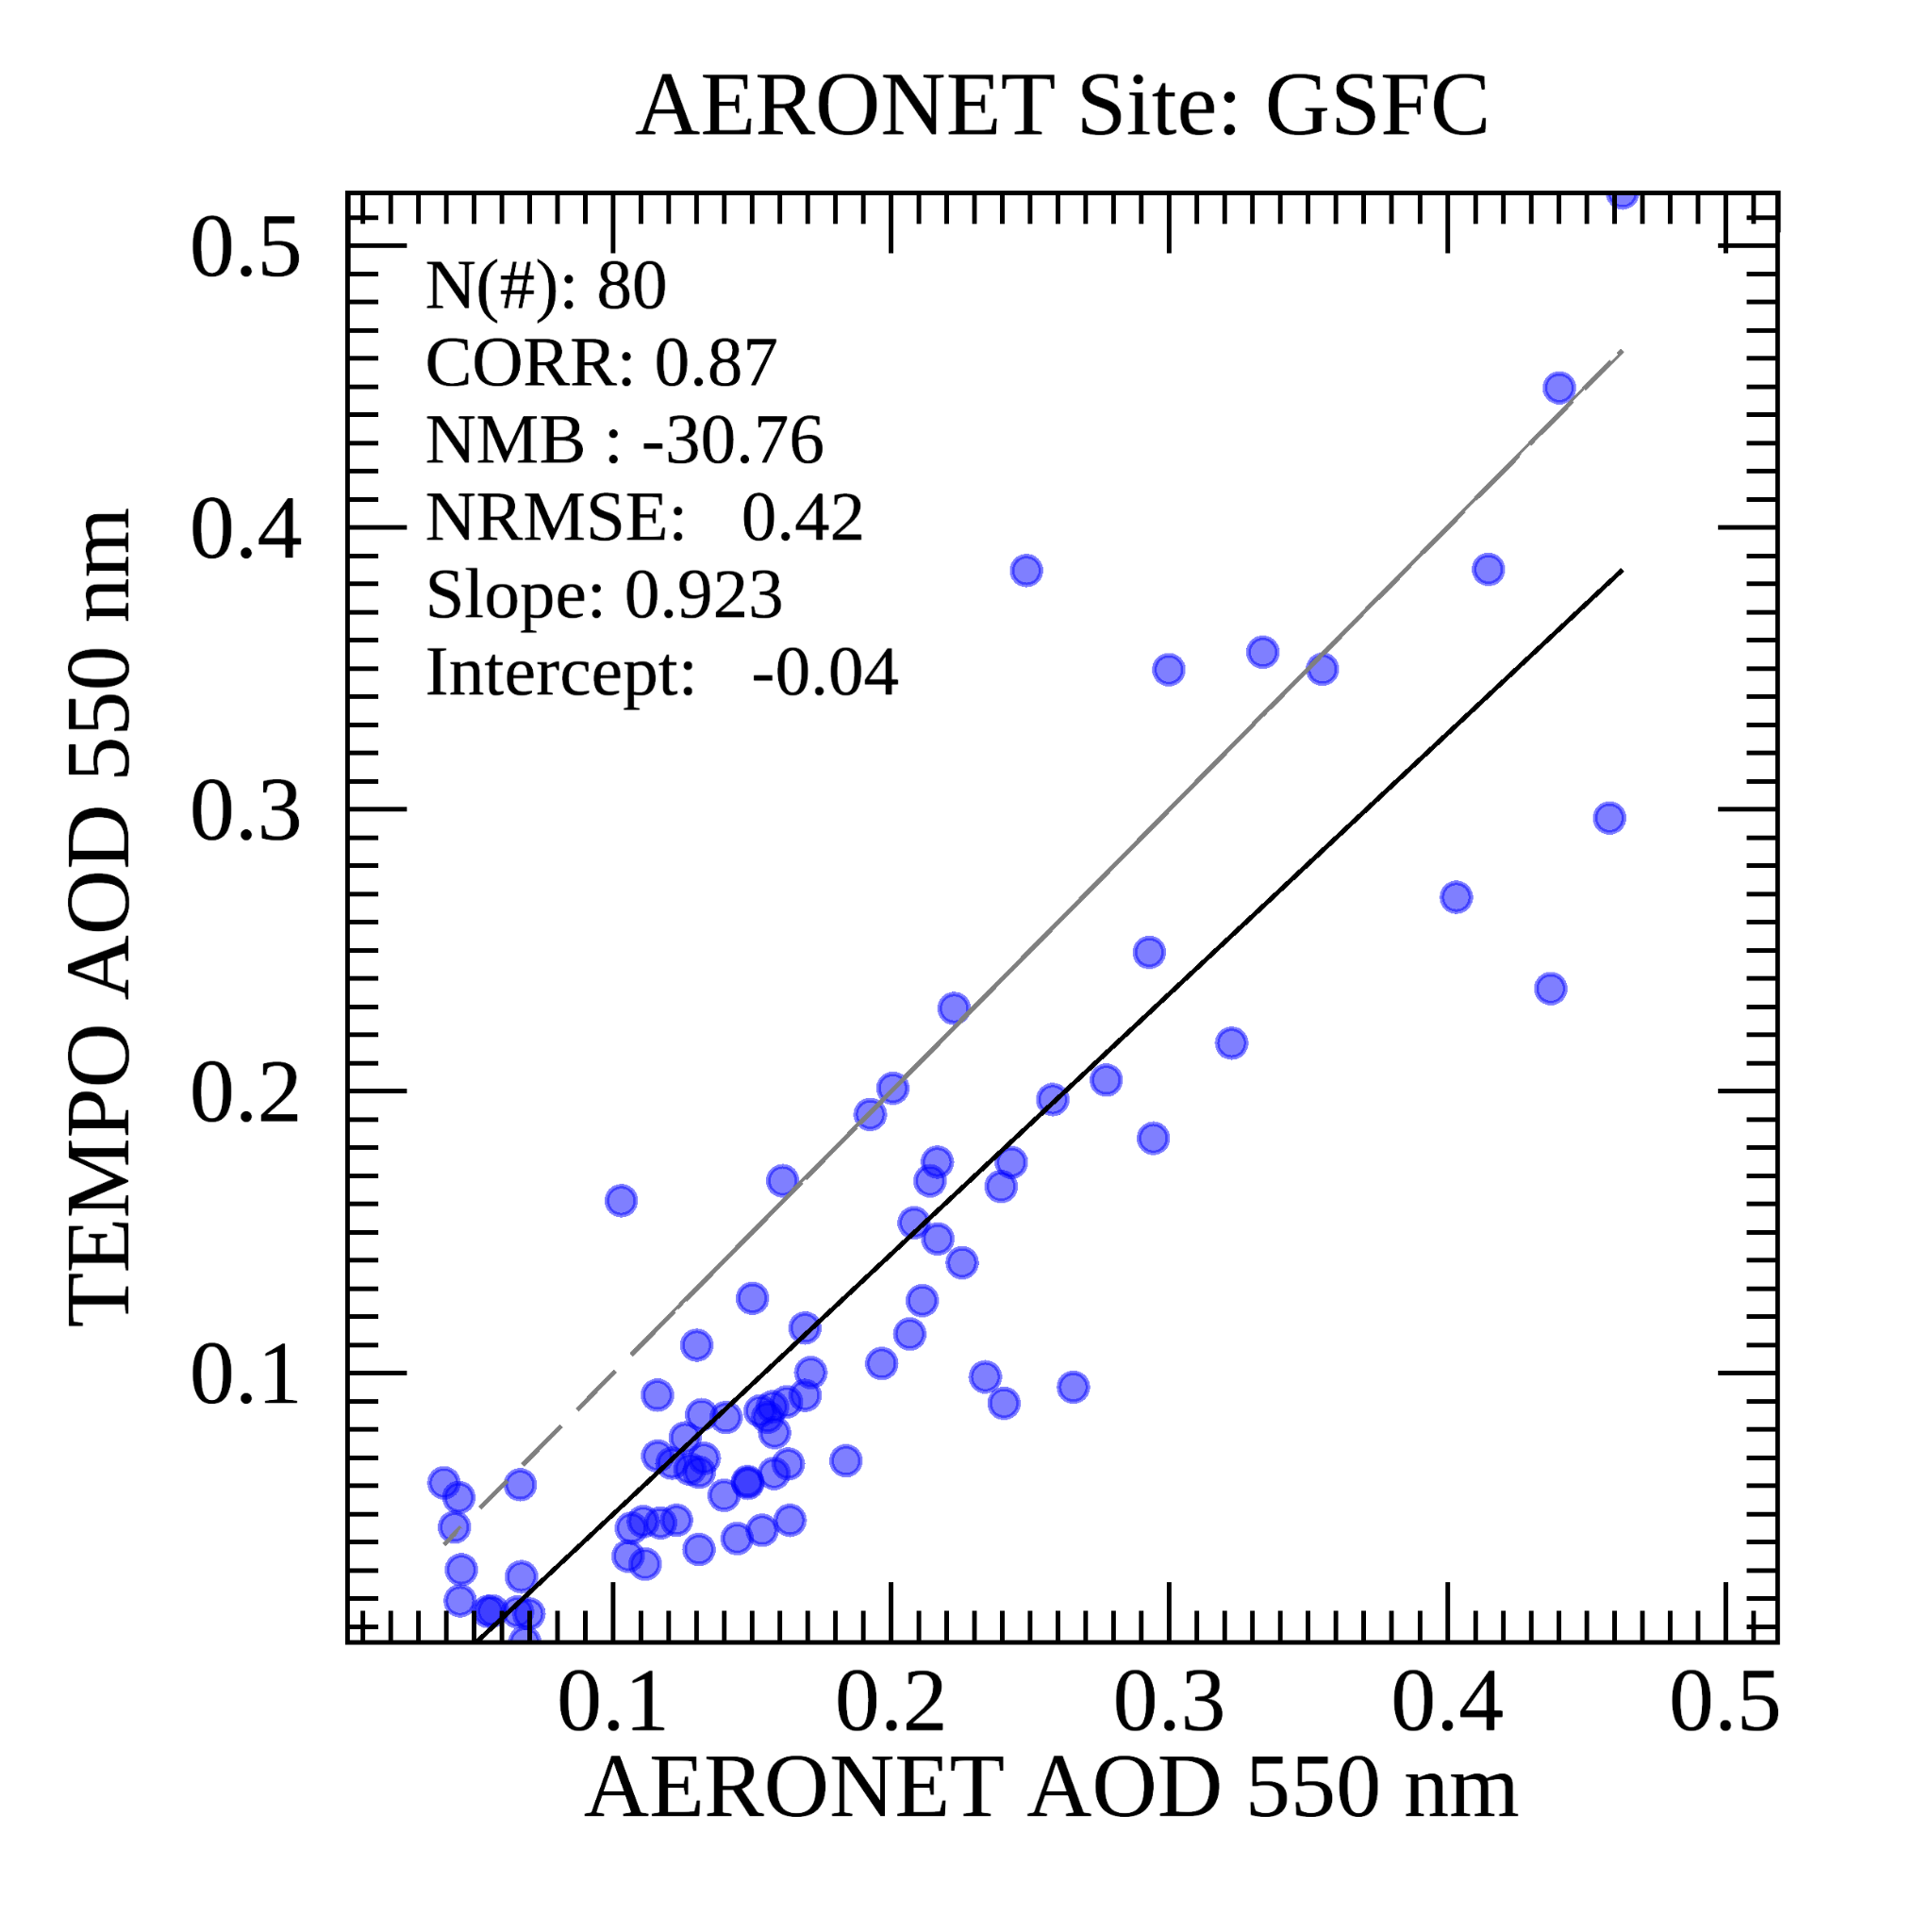 AERONET Site: GSFC
N(#): 80
CORR: 0.87
NMB : -30.76
NRMSE: 0.42
Slope: 0.923
Intercept: -0.04
TEMPO AOD 550 nm
0.5
0.4
0.3
0.2
0.1
0.1 0.2 0.3 0.4 0.5
AERONET AOD 550 nm